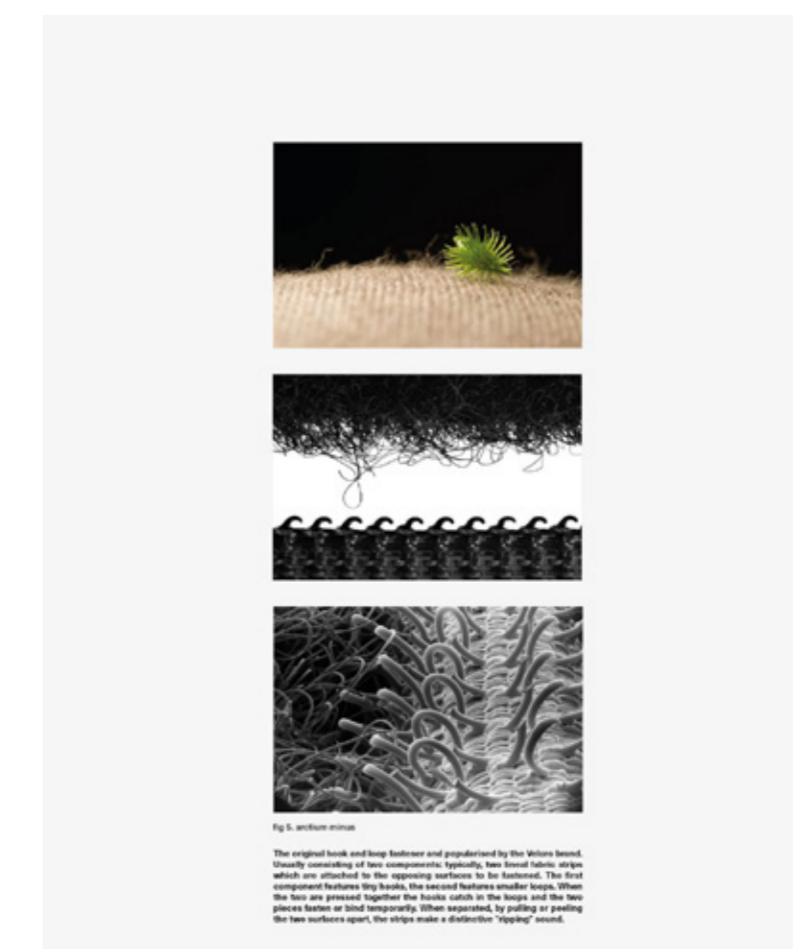 fig 5. arctium minus
The original hook and loop fastener and popularised by the Velcro brand.
Usually consisting of two components: typically, two lineal fabric strips
which are attached to the opposing surfaces to be fastened. The first
component features tiny hooks, the second features smaller loops. When
the two are pressed together the hooks catch in the loops and the two
pieces fasten or bind temporarily. When separated, by pulling or peeling
the two surfaces apart, the strips make a distinctive "ripping" sound.